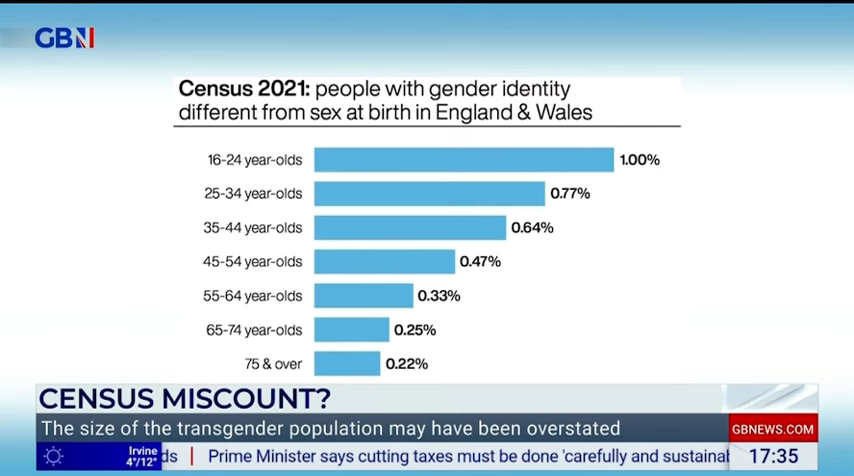 GBN
Census 2021: people with gender identity
different from sex at birth in England & Wales
16-24 year-olds 1.00%
25-34 year-olds 0.77%
35-44 year-olds 0.64%
45-54 year-olds 0.47%
55-64 year-olds 0.33%
65-74 year-olds 0.25%
75 & over 0.22%
CENSUS MISCOUNT?
The size of the transgender population may have been overstated
GBNEWS.COM
Irvine
4°/12°
ds | Prime Minister says cutting taxes must be done 'carefully and sustainab
17:35